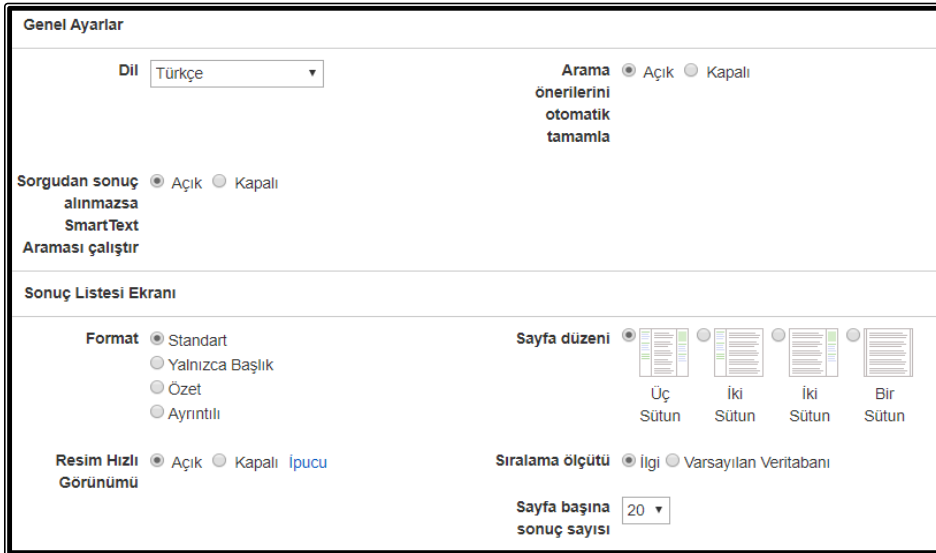 Genel Ayarlar
Dil Türkçe
Arama Açık Kapalı
önerilerini
otomatik
tamamla
Sorgudan sonuç Açık Kapalı
alınmazsa
SmartText
Araması çalıştır
Sonuç Listesi Ekranı
Format Standart
Yalnızca Başlık
Özet
Ayrıntılı
Sayfa düzeni
Üç İki İki Bir
Sütun Sütun Sütun Sütun
Resim Hızlı Açık Kapalı İpucu
Görünümü
Sıralama ölçütü İlgi Varsayılan Veritabanı
Sayfa başına 20
sonuç sayısı